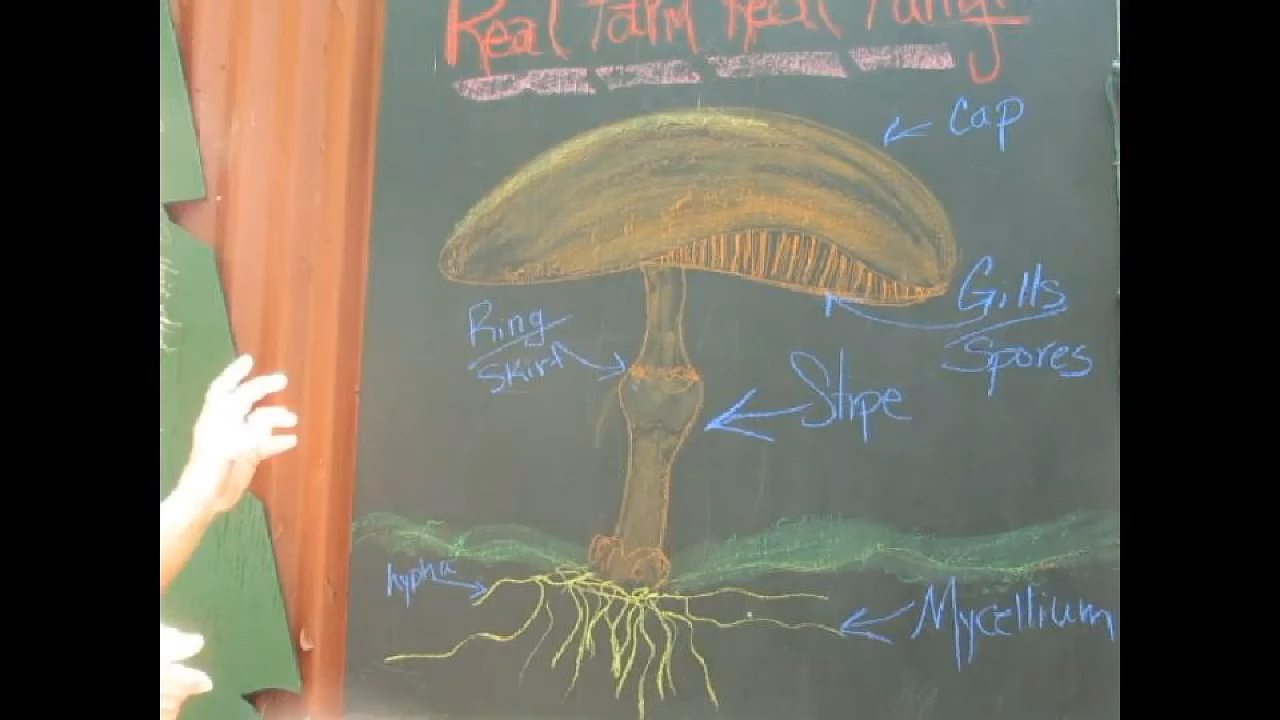 Real Farm Real Fungi
Cap
Gills
Spores
Ring
Skirt
Stipe
hypha
Mycellium